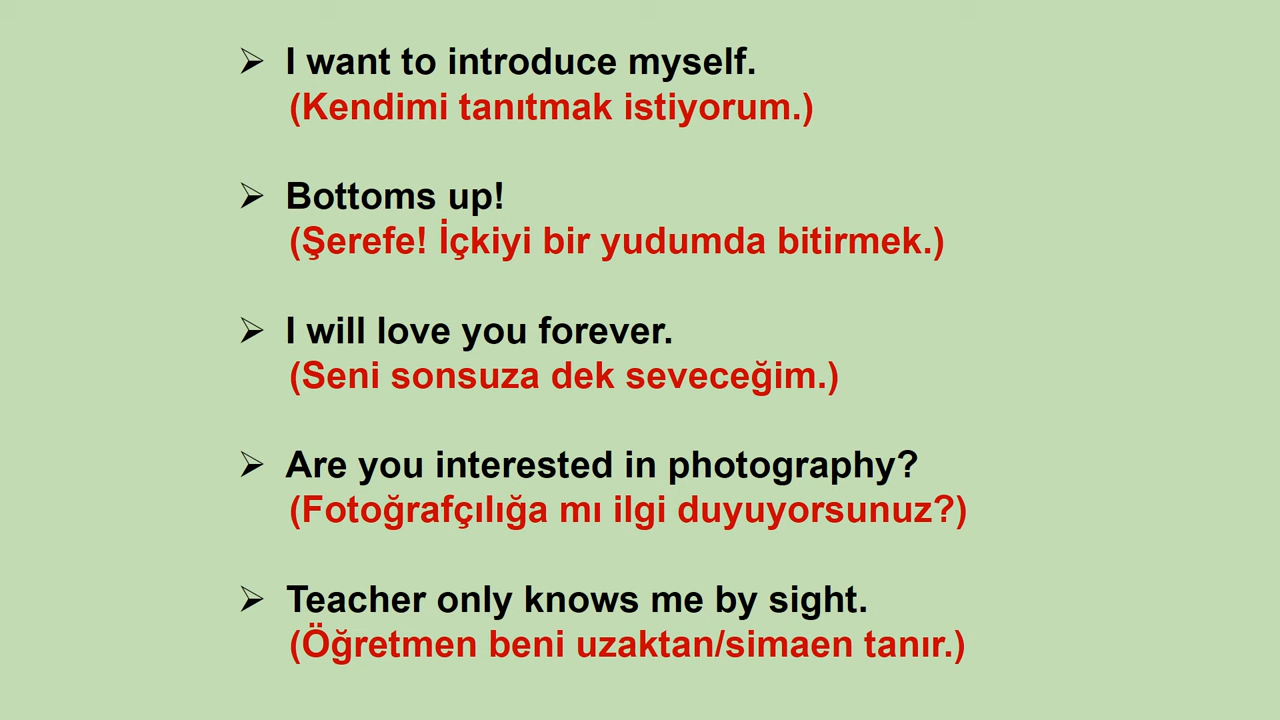 ➢ I want to introduce myself.
(Kendimi tanıtmak istiyorum.)
➢ Bottoms up!
(Şerefe! İçkiyi bir yudumda bitirmek.)
➢ I will love you forever.
(Seni sonsuza dek seveceğim.)
➢ Are you interested in photography?
(Fotoğrafçılığa mı ilgi duyuyorsunuz?)
➢ Teacher only knows me by sight.
(Öğretmen beni uzaktan/simaen tanır.)